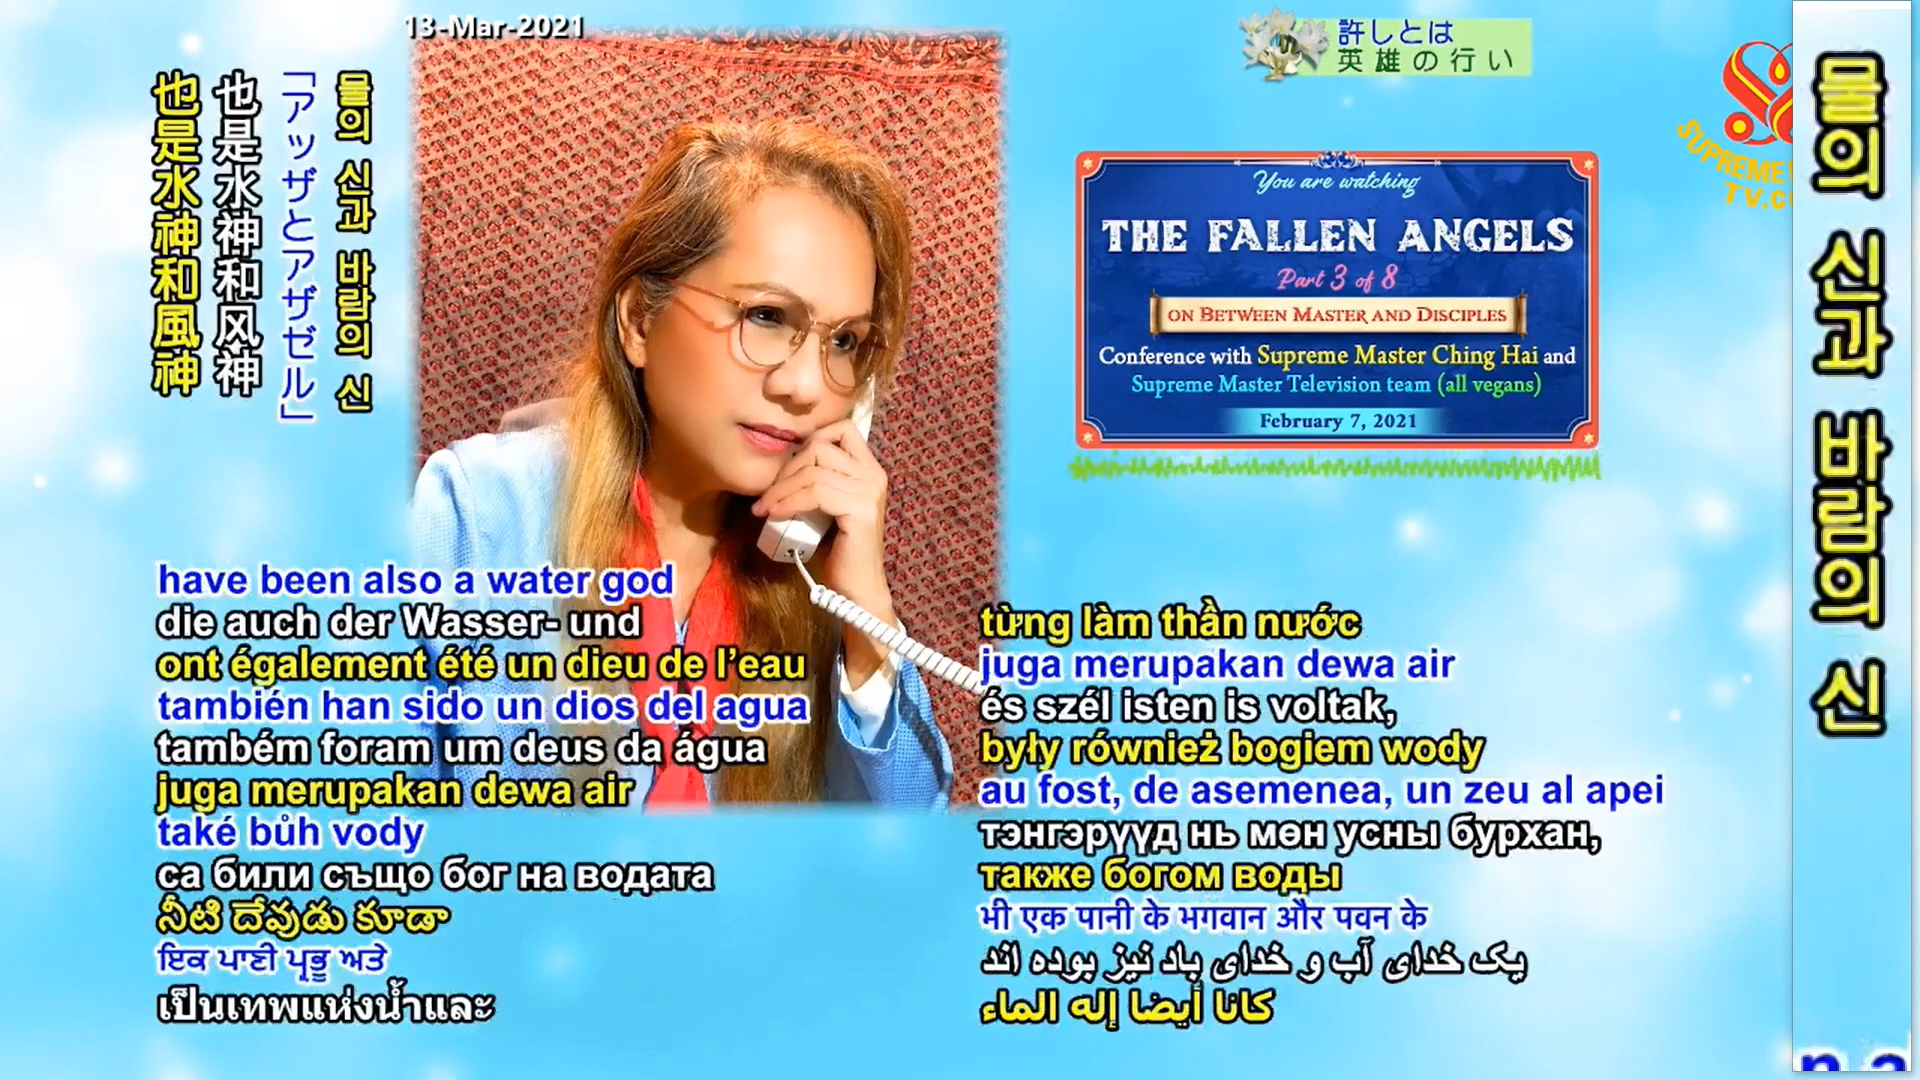 13-Mar-2021
許しとは
英雄の行い
SUPREME
TV.C
물의 신과 바람의 신
「アッザとアザゼル」
也是水神和风神
也是水神和風神
You are watching
THE FALLEN ANGELS
Part 3 of 8
ON BETWEEN MASTER AND DISCIPLES
Conference with Supreme Master Ching Hai and
Supreme Master Television team (all vegans)
February 7, 2021
have been also a water god
die auch der Wasser- und
ont également été un dieu de l’eau
también han sido un dios del agua
também foram um deus da água
juga merupakan dewa air
také bůh vody
са били също бог на водата
నీటి దేవుడు కూడా
ਇਕ ਪਾਣੀ ਪ੍ਰਭੂ ਅਤੇ
เป็นเทพแห่งน้ำและ
từng làm thần nước
juga merupakan dewa air
és szél isten is voltak,
były również bogiem wody
au fost, de asemenea, un zeu al apei
тэнгэрүүд нь мөн усны бурхан,
также богом воды
भी एक पानी के भगवान और पवन के
یک خدای آب و خدای باد نیز بوده اند
كانا أيضا إله الماء
물의 신과 바람의 신